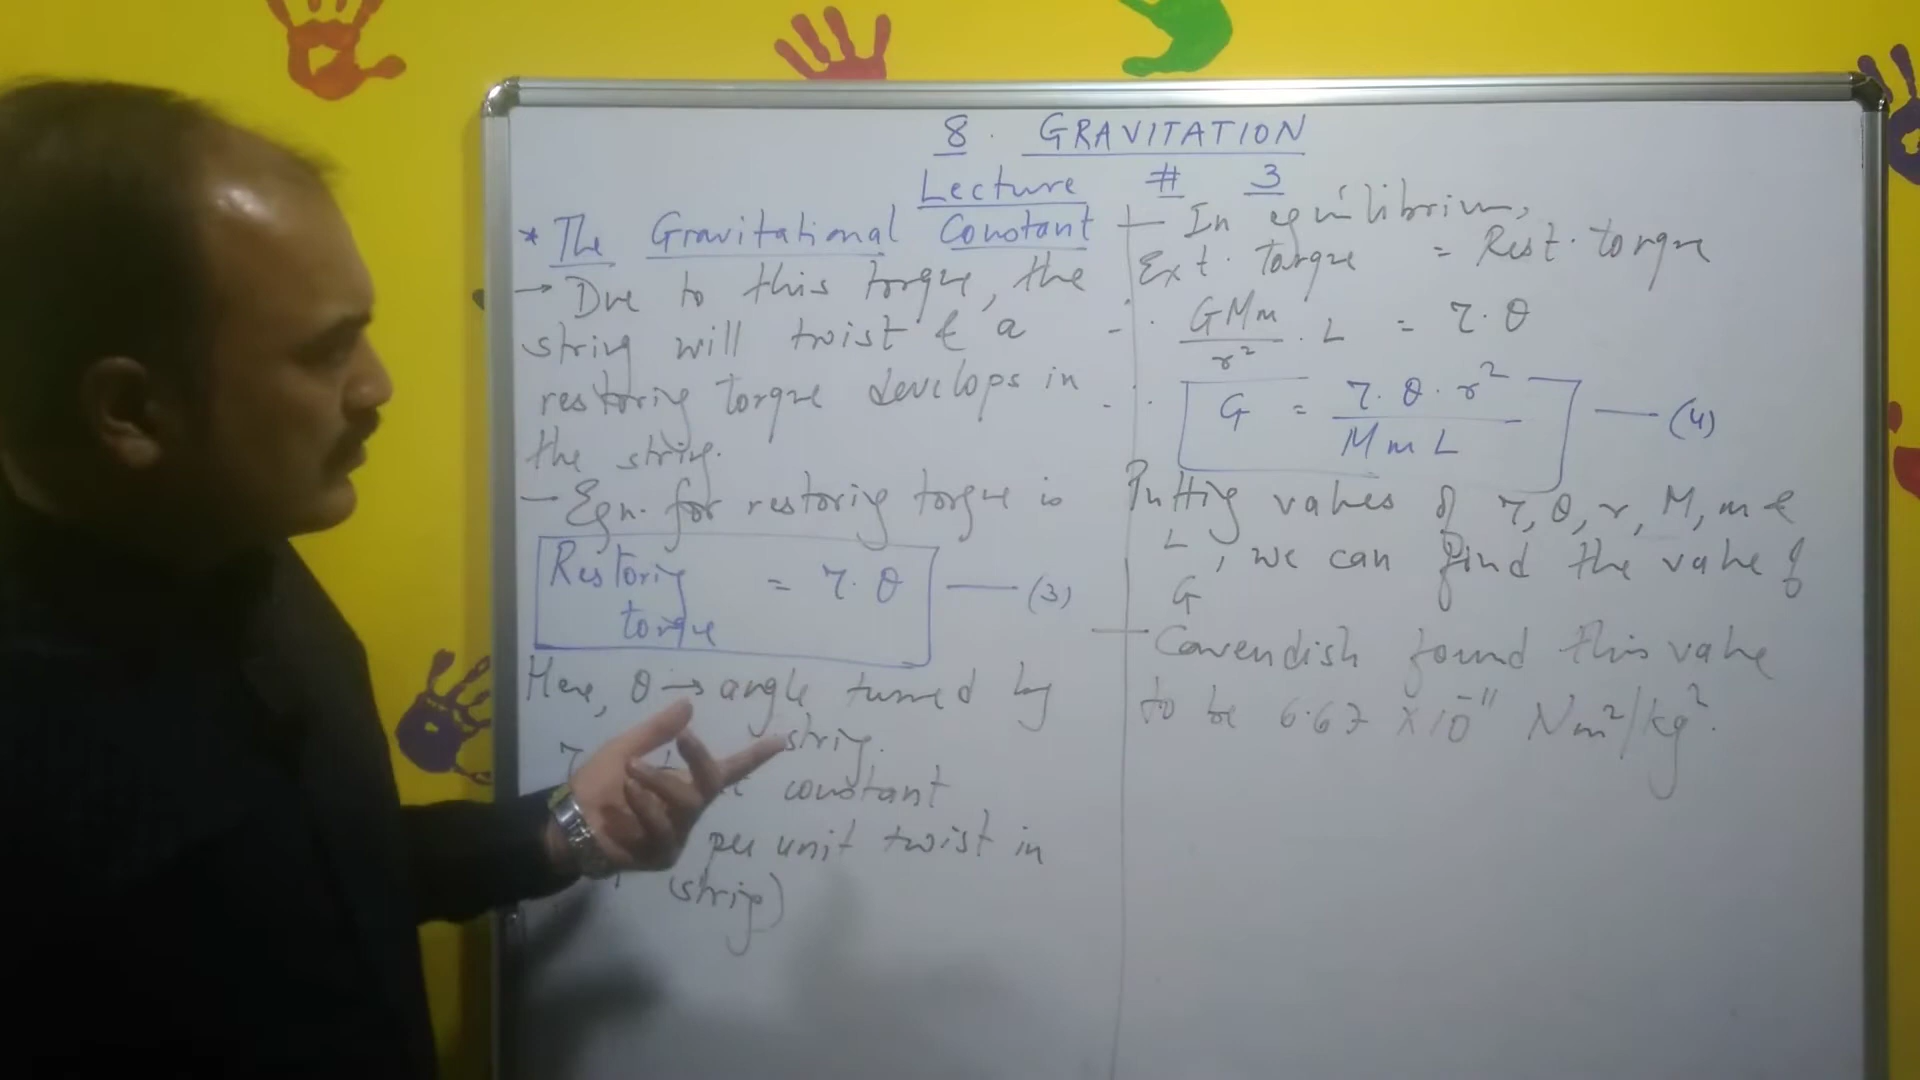 8. GRAVITATION
Lecture # 3
* The Gravitational Constant
→ Due to this torque, the
string will twist & a
restoring torque develops in
the string.
— Eqn. for restoring torque is
Restoring torque = τ.θ — (3)
Here, θ → angle turned by
string.
τ constant
per unit twist in
string)
— In equilibrium,
Ext. torque = Rest. torque
∴ GMm/r² . L = τ.θ
∴ G = τ.θ.r² / MmL — (4)
Putting values of τ, θ, r, M, m &
L, we can find the value of
G
— Cavendish found this value
to be 6.67 × 10⁻¹¹ Nm²/kg².